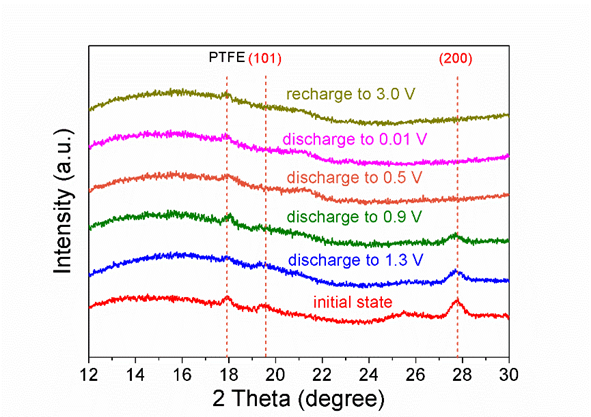 PTFE (101) (200)
recharge to 3.0 V
discharge to 0.01 V
discharge to 0.5 V
discharge to 0.9 V
discharge to 1.3 V
initial state
Intensity (a.u.)
12 14 16 18 20 22 24 26 28 30
2 Theta (degree)